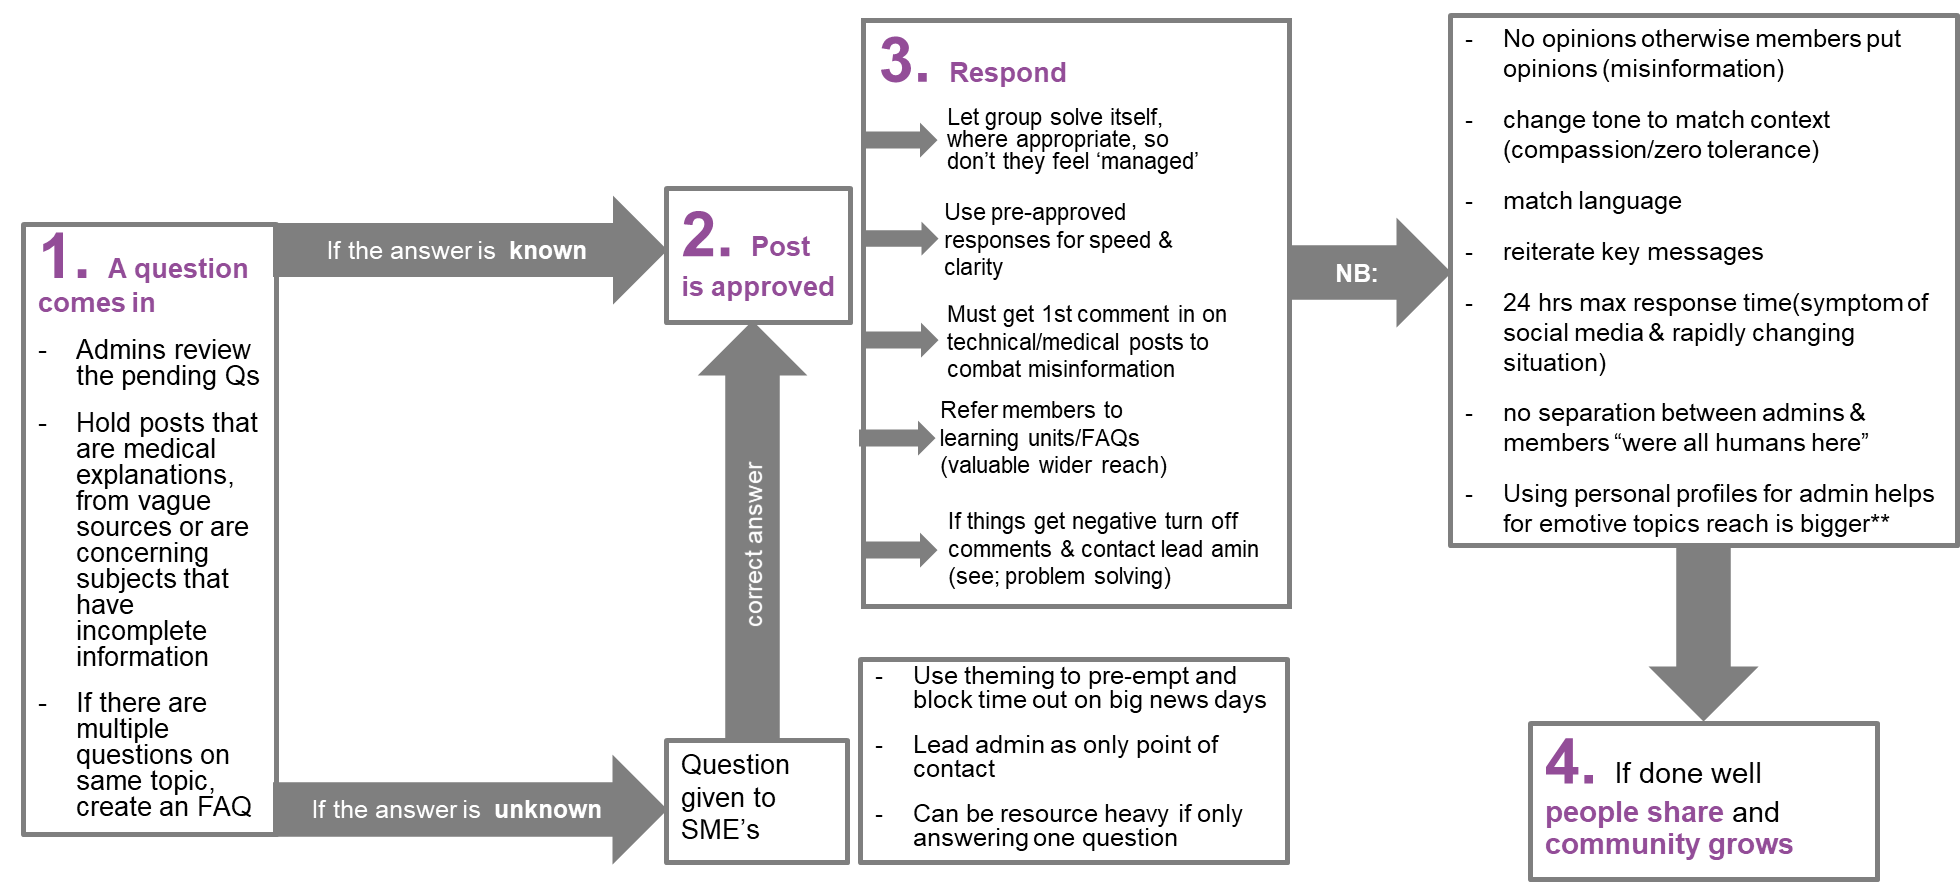 1. A question
comes in
- Admins review
the pending Qs
- Hold posts that
are medical
explanations,
from vague
sources or are
concerning
subjects that
have
incomplete
information
- If there are
multiple
questions on
same topic,
create an FAQ
If the answer is known
If the answer is unknown
2. Post
is approved
correct answer
Question
given to
SME’s
3. Respond
Let group solve itself,
where appropriate, so
don’t they feel ‘managed’
Use pre-approved
responses for speed &
clarity
Must get 1st comment in on
technical/medical posts to
combat misinformation
Refer members to
learning units/FAQs
(valuable wider reach)
If things get negative turn off
comments & contact lead amin
(see; problem solving)
- Use theming to pre-empt and
block time out on big news days
- Lead admin as only point of
contact
- Can be resource heavy if only
answering one question
NB:
- No opinions otherwise members put
opinions (misinformation)
- change tone to match context
(compassion/zero tolerance)
- match language
- reiterate key messages
- 24 hrs max response time(symptom of
social media & rapidly changing
situation)
- no separation between admins &
members “were all humans here”
- Using personal profiles for admin helps
for emotive topics reach is bigger**
4. If done well
people share and
community grows